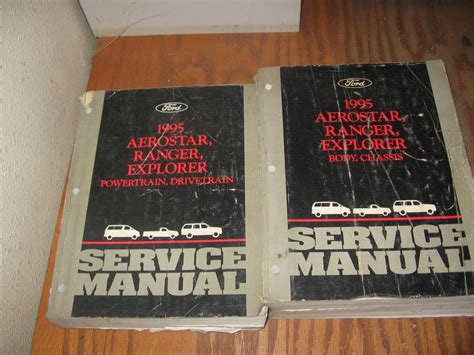 Ford
1995
AEROSTAR,
RANGER,
EXPLORER
POWERTRAIN, DRIVETRAIN
SERVICE
MANUAL
Ford
1995
AEROSTAR,
RANGER,
EXPLORER
BODY, CHASSIS
SERVICE
MANUAL